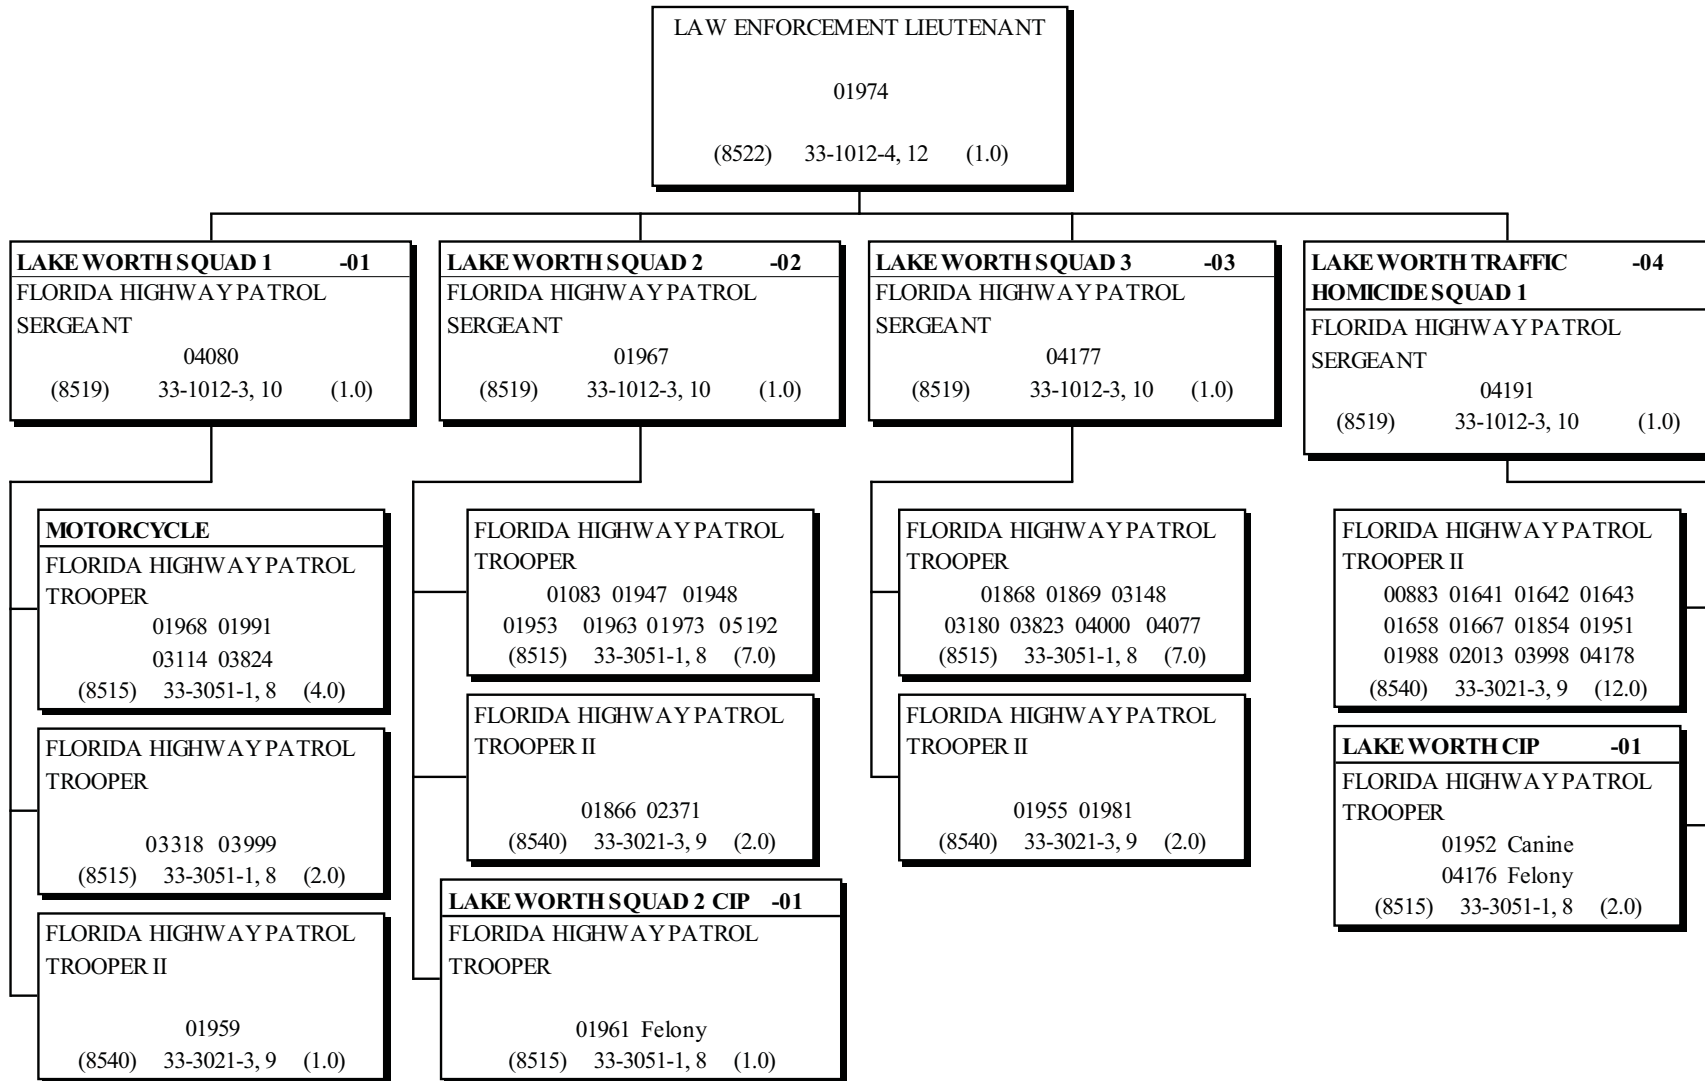 LAW ENFORCEMENT LIEUTENANT
01974
(8522) 33-1012-4, 12 (1.0)
LAKE WORTH SQUAD 1 -01
FLORIDA HIGHWAY PATROL
SERGEANT
04080
(8519) 33-1012-3, 10 (1.0)
LAKE WORTH SQUAD 2 -02
FLORIDA HIGHWAY PATROL
SERGEANT
01967
(8519) 33-1012-3, 10 (1.0)
LAKE WORTH SQUAD 3 -03
FLORIDA HIGHWAY PATROL
SERGEANT
04177
(8519) 33-1012-3, 10 (1.0)
LAKE WORTH TRAFFIC -04
HOMICIDE SQUAD 1
FLORIDA HIGHWAY PATROL
SERGEANT
04191
(8519) 33-1012-3, 10 (1.0)
MOTORCYCLE
FLORIDA HIGHWAY PATROL
TROOPER
01968 01991
03114 03824
(8515) 33-3051-1, 8 (4.0)
FLORIDA HIGHWAY PATROL
TROOPER
03318 03999
(8515) 33-3051-1, 8 (2.0)
FLORIDA HIGHWAY PATROL
TROOPER II
01959
(8540) 33-3021-3, 9 (1.0)
FLORIDA HIGHWAY PATROL
TROOPER
01083 01947 01948
01953 01963 01973 05192
(8515) 33-3051-1, 8 (7.0)
FLORIDA HIGHWAY PATROL
TROOPER II
01866 02371
(8540) 33-3021-3, 9 (2.0)
LAKE WORTH SQUAD 2 CIP -01
FLORIDA HIGHWAY PATROL
TROOPER
01961 Felony
(8515) 33-3051-1, 8 (1.0)
FLORIDA HIGHWAY PATROL
TROOPER
01868 01869 03148
03180 03823 04000 04077
(8515) 33-3051-1, 8 (7.0)
FLORIDA HIGHWAY PATROL
TROOPER II
01955 01981
(8540) 33-3021-3, 9 (2.0)
FLORIDA HIGHWAY PATROL
TROOPER II
00883 01641 01642 01643
01658 01667 01854 01951
01988 02013 03998 04178
(8540) 33-3021-3, 9 (12.0)
LAKE WORTH CIP -01
FLORIDA HIGHWAY PATROL
TROOPER
01952 Canine
04176 Felony
(8515) 33-3051-1, 8 (2.0)